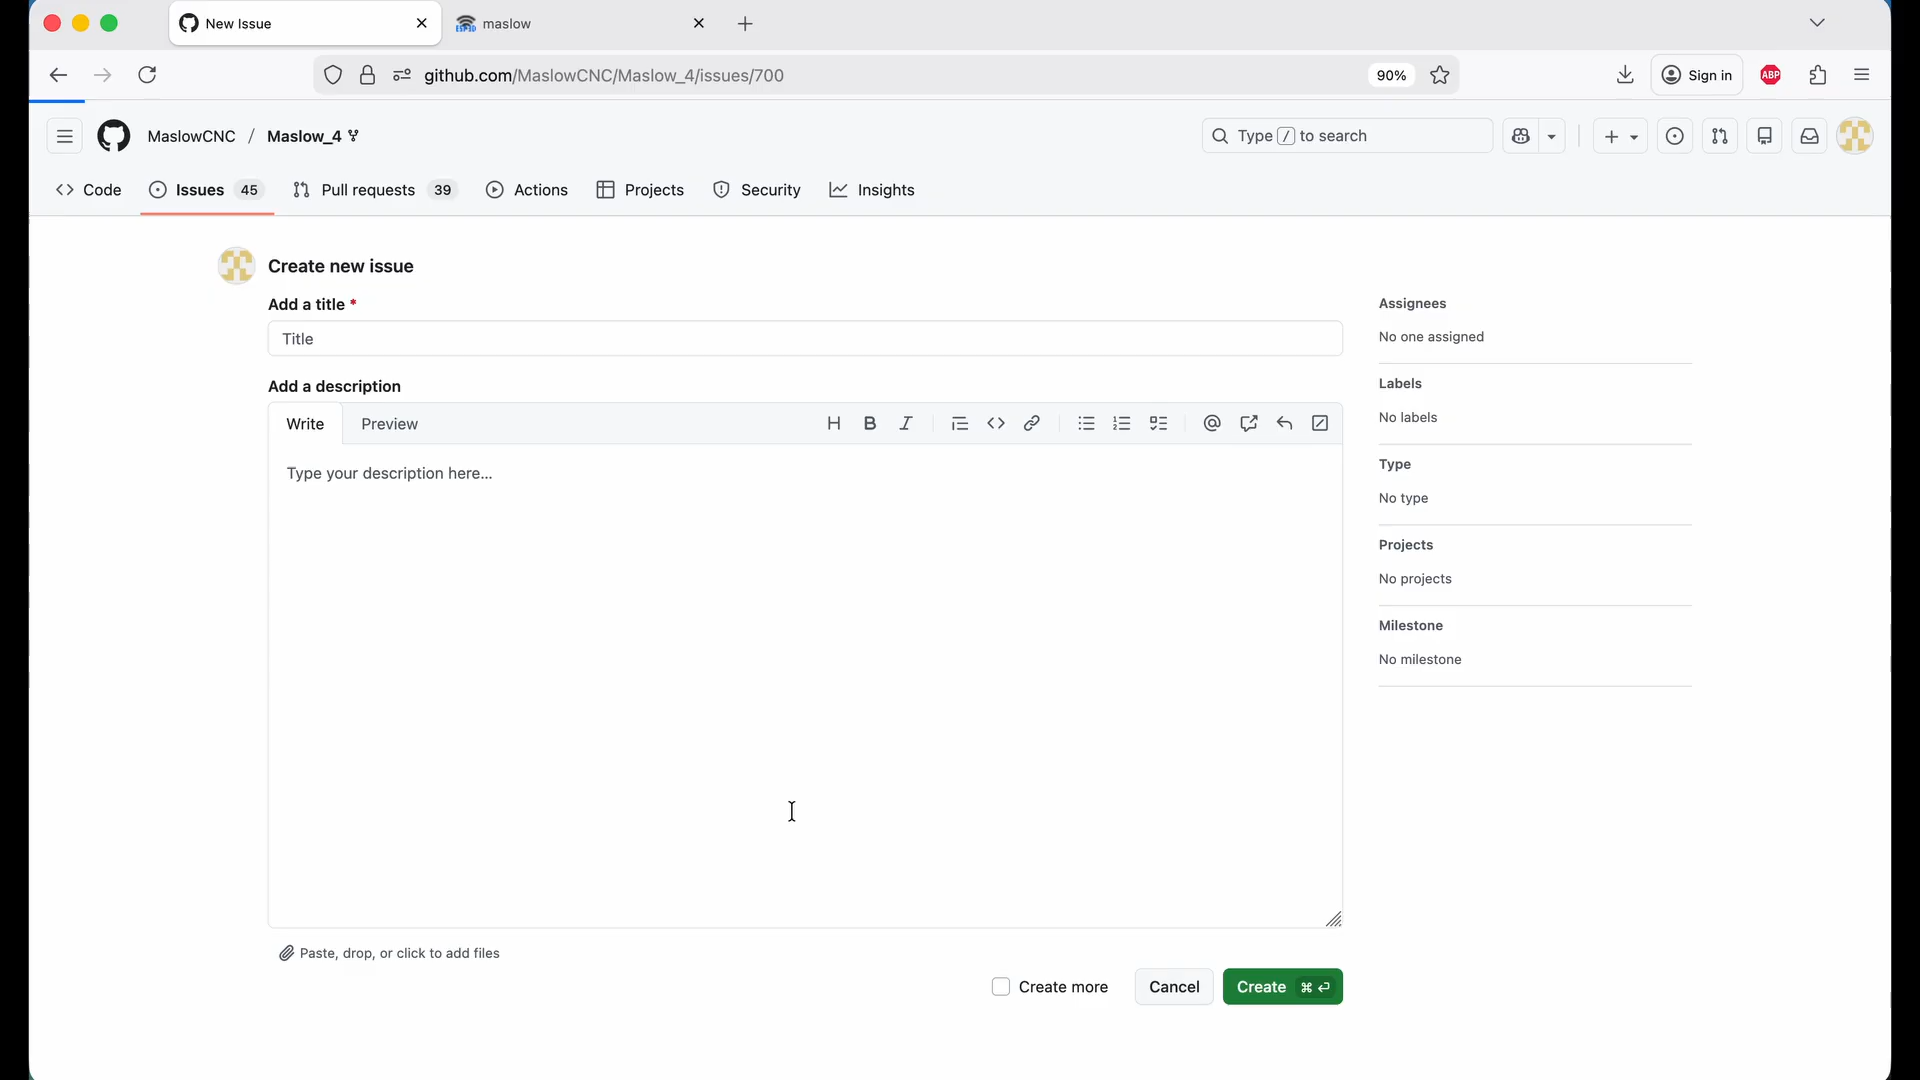 New Issue
maslow
github.com/MaslowCNC/Maslow_4/issues/700
90%
Sign in
ABP
MaslowCNC / Maslow_4
Type / to search
Code
Issues 45
Pull requests 39
Actions
Projects
Security
Insights
Create new issue
Add a title *
Title
Add a description
Write
Preview
Type your description here...
Paste, drop, or click to add files
Create more
Cancel
Create ⌘ ⏎
Assignees
No one assigned
Labels
No labels
Type
No type
Projects
No projects
Milestone
No milestone